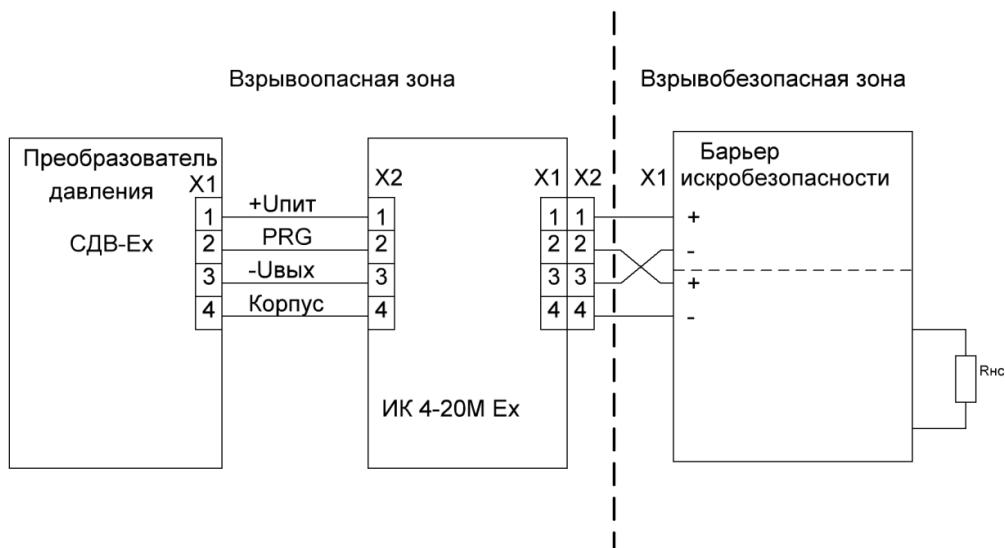 Взрывоопасная зона
Взрывобезопасная зона
Преобразователь
давления
СДВ-Ex
X1
1
2
3
4
+Uпит
PRG
-Uвых
Корпус
X2
1
2
3
4
ИК 4-20М Ex
X1
1
2
3
4
X2
1
2
3
4
X1
Барьер
искробезопасности
+
-
+
-
Rнс